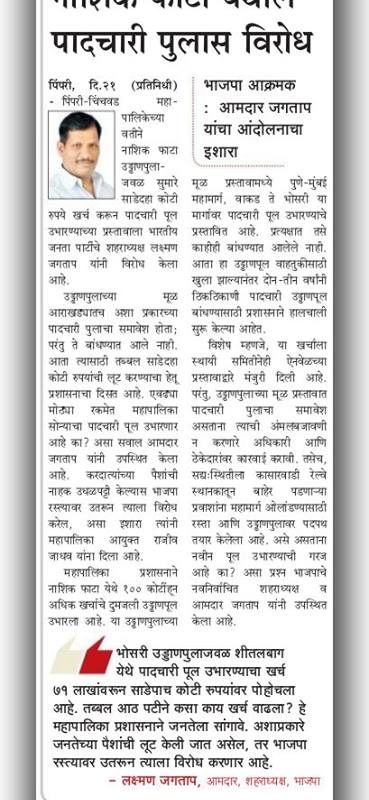 नाशिक फाटा येथील
पादचारी पुलास विरोध
पिंपरी, दि.२१ (प्रतिनिधी)
- पिंपरी-चिंचवड महा-
पालिकेच्या
वतीने
नाशिक फाटा
उड्डाणपुला-
जवळ सुमारे
साडेदहा कोटी
रुपये खर्च करून पादचारी पूल
उभारण्याच्या प्रस्तावाला भारतीय
जनता पार्टीचे शहराध्यक्ष लक्ष्मण
जगताप यांनी विरोध केला
आहे.
उड्डाणपुलाच्या मूळ
आराखड्यातच अशा प्रकारच्या
पादचारी पुलाचा समावेश होता;
परंतु ते बांधण्यात आले नाही.
आता त्यासाठी तब्बल साडेदहा
कोटी रुपयांची लूट करण्याचा हेतू
प्रशासनाचा दिसत आहे. एवढ्या
मोठ्या रकमेत महापालिका
सोन्याचा पादचारी पूल उभारणार
आहे का? असा सवाल आमदार
जगताप यांनी उपस्थित केला
आहे. करदात्यांच्या पैशांची
नाहक उधळपट्टी केल्यास भाजपा
रस्त्यावर उतरून त्याला विरोध
करेल, असा इशारा त्यांनी
महापालिका आयुक्त राजीव
जाधव यांना दिला आहे.
महापालिका प्रशासनाने
नाशिक फाटा येथे १०० कोटींहून
अधिक खर्चाचे दुमजली उड्डाणपूल
उभारला आहे. या उड्डाणपुलाच्या
भाजपा आक्रमक
: आमदार जगताप
यांचा आंदोलनाचा
इशारा
मूळ प्रस्तावामध्ये पुणे-मुंबई
महामार्ग, वाकड ते भोसरी या
मार्गावर पादचारी पूल उभारण्याचे
प्रस्तावित आहे. प्रत्यक्षात तसे
काहीही बांधण्यात आलेले नाही.
आता हा उड्डाणपूल वाहतुकीसाठी
खुला झाल्यानंतर दोन-तीन वर्षांनी
ठिकठिकाणी पादचारी उड्डाणपूल
बांधण्यासाठी प्रशासनाने हालचाली
सुरू केल्या आहेत.
विशेष म्हणजे, या खर्चाला
स्थायी समितीनेही ऐनवेळच्या
प्रस्तावाद्वारे मंजुरी दिली आहे.
परंतु, उड्डाणपुलाच्या मूळ प्रस्तावात
पादचारी पुलाचा समावेश
असताना त्याची अंमलबजावणी
न करणारे अधिकारी आणि
ठेकेदारांवर कारवाई करावी. तसेच,
सद्य:स्थितीला कासारवाडी रेल्वे
स्थानकातून बाहेर पडणाऱ्या
प्रवाशांना महामार्ग ओलांडण्यासाठी
रस्ता आणि उड्डाणपुलावर पदपथ
तयार केलेला आहे. असे असताना
नवीन पूल उभारण्याची गरज
आहे का? असा प्रश्न भाजपाचे
नवनिर्वाचित शहराध्यक्ष व
आमदार जगताप यांनी उपस्थित
केला आहे.
भोसरी उड्डाणपुलाजवळ शीतलबाग
येथे पादचारी पूल उभारण्याचा खर्च
७१ लाखांवरून साडेपाच कोटी रुपयांवर पोहोचला
आहे. तब्बल आठ पटीने कसा काय खर्च वाढला? हे
महापालिका प्रशासनाने जनतेला सांगावे. अशाप्रकारे
जनतेच्या पैशांची लूट केली जात असेल, तर भाजपा
रस्त्यावर उतरून त्याला विरोध करणार आहे.
- लक्ष्मण जगताप, आमदार, शहराध्यक्ष, भाजपा